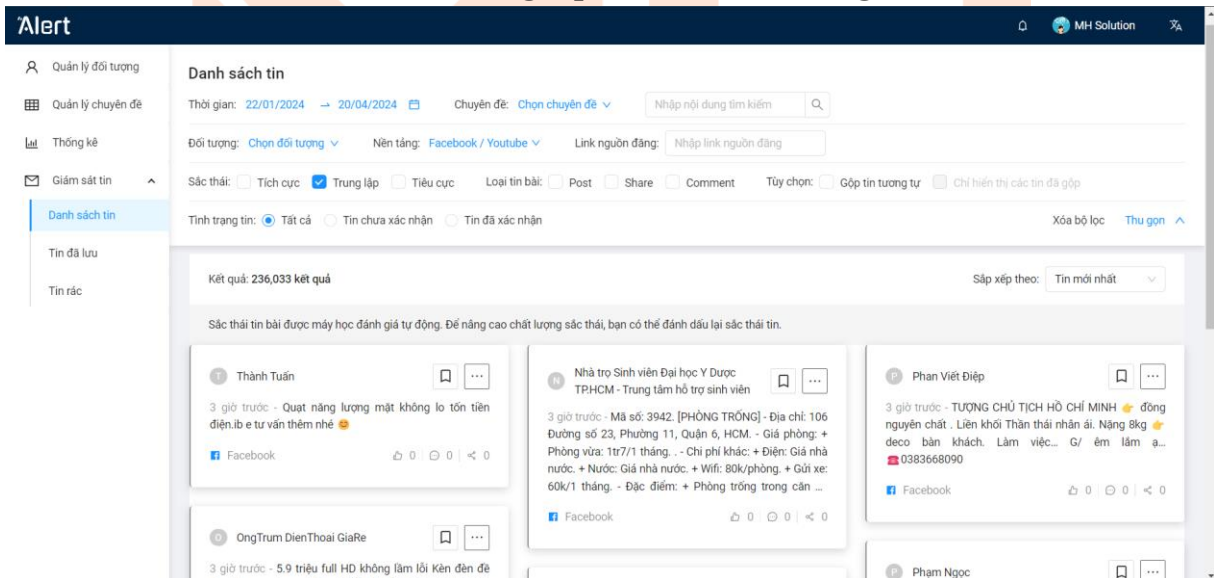 Alert
MH Solution
Quản lý đối tượng
Quản lý chuyên đề
Thống kê
Giám sát tin
Danh sách tin
Tin đã lưu
Tin rác
Danh sách tin
Thời gian: 22/01/2024 → 20/04/2024 Chuyên đề: Chọn chuyên đề Nhập nội dung tìm kiếm
Đối tượng: Chọn đối tượng Nền tảng: Facebook / Youtube Link nguồn đăng: Nhập link nguồn đăng
Sắc thái: Tích cực Trung lập Tiêu cực Loại tin bài: Post Share Comment Tùy chọn: Gộp tin tương tự Chỉ hiển thị các tin đã gộp
Tình trạng tin: Tất cả Tin chưa xác nhận Tin đã xác nhận Xóa bộ lọc Thu gọn
Kết quả: 236,033 kết quả Sắp xếp theo: Tin mới nhất
Sắc thái tin bài được máy học đánh giá tự động. Để nâng cao chất lượng sắc thái, bạn có thể đánh dấu lại sắc thái tin.
T Thành Tuấn
3 giờ trước - Quạt năng lượng mặt không lo tốn tiền
điện.ib e tư vấn thêm nhé 😊
Facebook 0 0 0
O OngTrum DienThoai GiaRe
3 giờ trước - 5.9 triệu full HD không lầm lỗi Kèn đèn đề
N Nhà trọ Sinh viên Đại học Y Dược
TP.HCM - Trung tâm hỗ trợ sinh viên
3 giờ trước - Mã số: 3942. [PHÒNG TRỐNG] - Địa chỉ: 106
Đường số 23, Phường 11, Quận 6, HCM. - Giá phòng: +
Phòng vừa: 1tr7/1 tháng. . - Chi phí khác: + Điện: Giá nhà
nước. + Nước: Giá nhà nước. + Wifi: 80k/phòng. + Gửi xe:
60k/1 tháng. - Đặc điểm: + Phòng trống trong căn ...
Facebook 0 0 0
P Phan Viết Điệp
3 giờ trước - TƯỢNG CHỦ TỊCH HỒ CHÍ MINH 👉 đồng
nguyên chất . Liền khối Thần thái nhân ái. Nặng 8kg 👉
deco bàn khách. Làm việc... G/ êm lắm ạ...
☎️0383668090
Facebook 0 0 0
P Phạm Ngọc